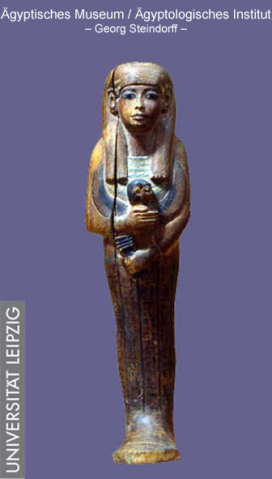 Ägyptisches Museum / Ägyptologisches Institut
– Georg Steindorff –
UNIVERSITÄT LEIPZIG